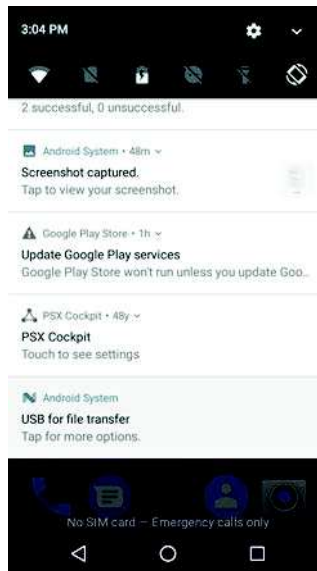 3:04 PM
2 successful, 0 unsuccessful.
Android System • 48m
Screenshot captured.
Tap to view your screenshot.
Google Play Store • 1h
Update Google Play services
Google Play Store won't run unless you update Goo..
PSX Cockpit • 48y
PSX Cockpit
Touch to see settings
Android System
USB for file transfer
Tap for more options.
No SIM card — Emergency calls only